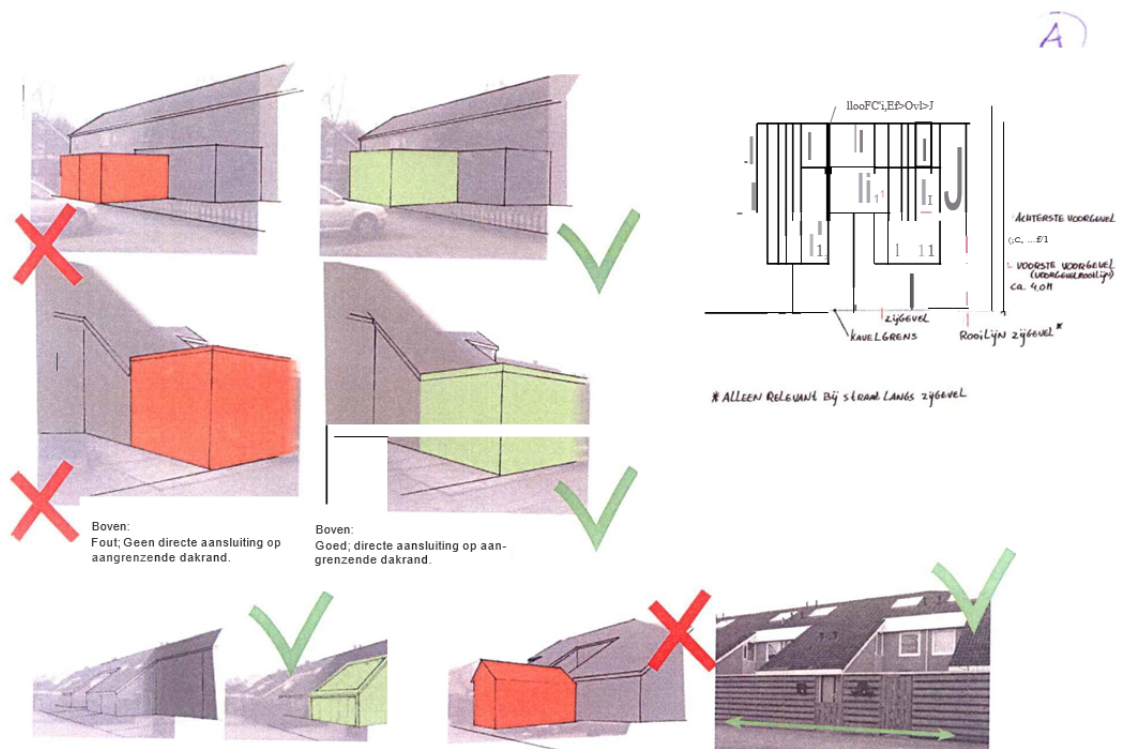 A
ACHTERSTE VOORGEVEL
VOORSTE VOORGEVEL
(VOORGEVELROOILIJN)
ca. 4.0M
ZIJGEVEL
KAVELGRENS
ROOILIJN ZIJGEVEL*
* ALLEEN RELEVANT BIJ STRAAT LANGS ZIJGEVEL
Boven:
Fout; Geen directe aansluiting op
aangrenzende dakrand.
Boven:
Goed; directe aansluiting op aan-
grenzende dakrand.